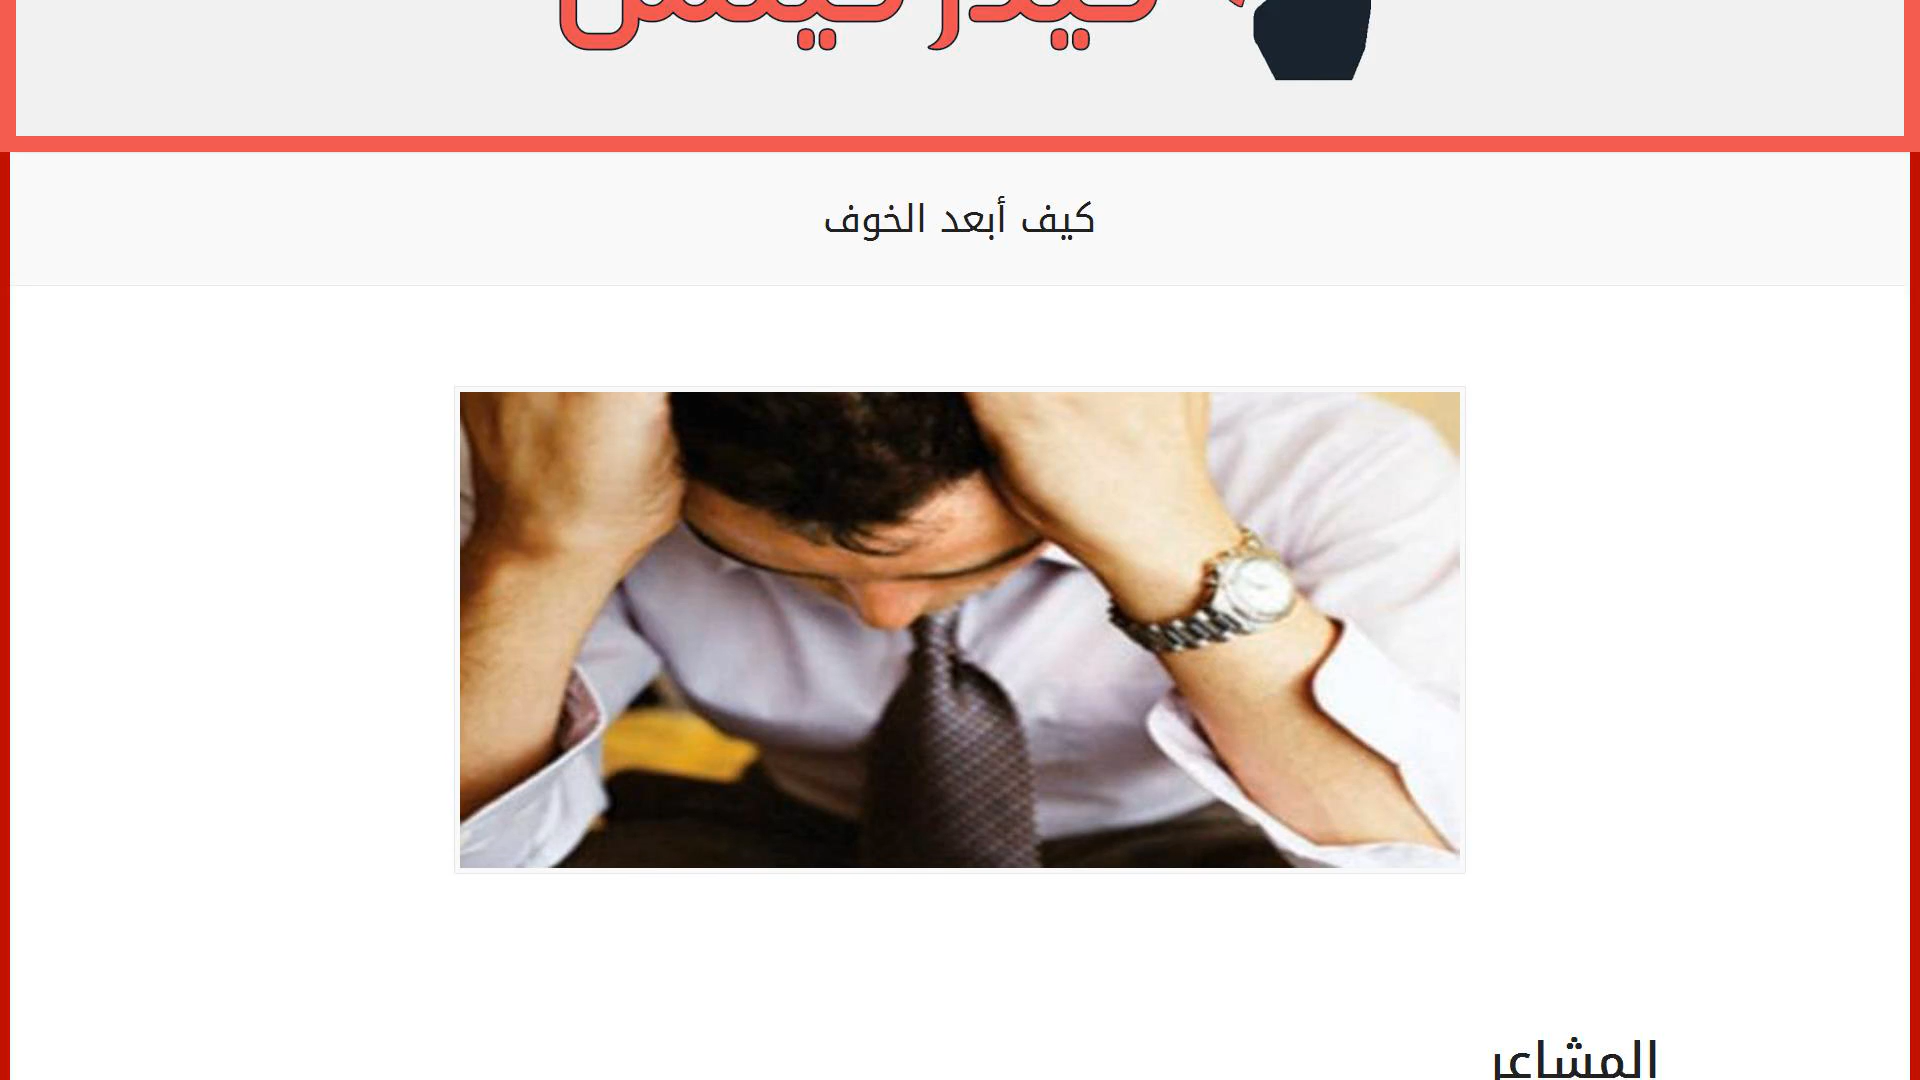 كيف أبعد الخوف
المشاعر